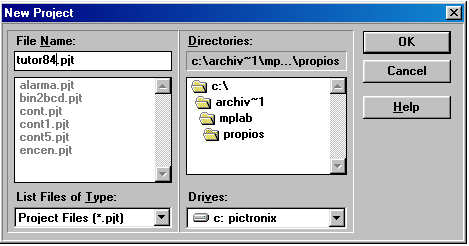 New Project
File Name:
tutor84.pjt
alarma.pjt
bin2bcd.pjt
cont.pjt
cont1.pjt
cont5.pjt
encen.pjt
List Files of Type:
Project Files (*.pjt)
Directories:
c:\archiv~1\mp...\propios
c:\
archiv~1
mplab
propios
Drives:
c: pictronix
OK
Cancel
Help